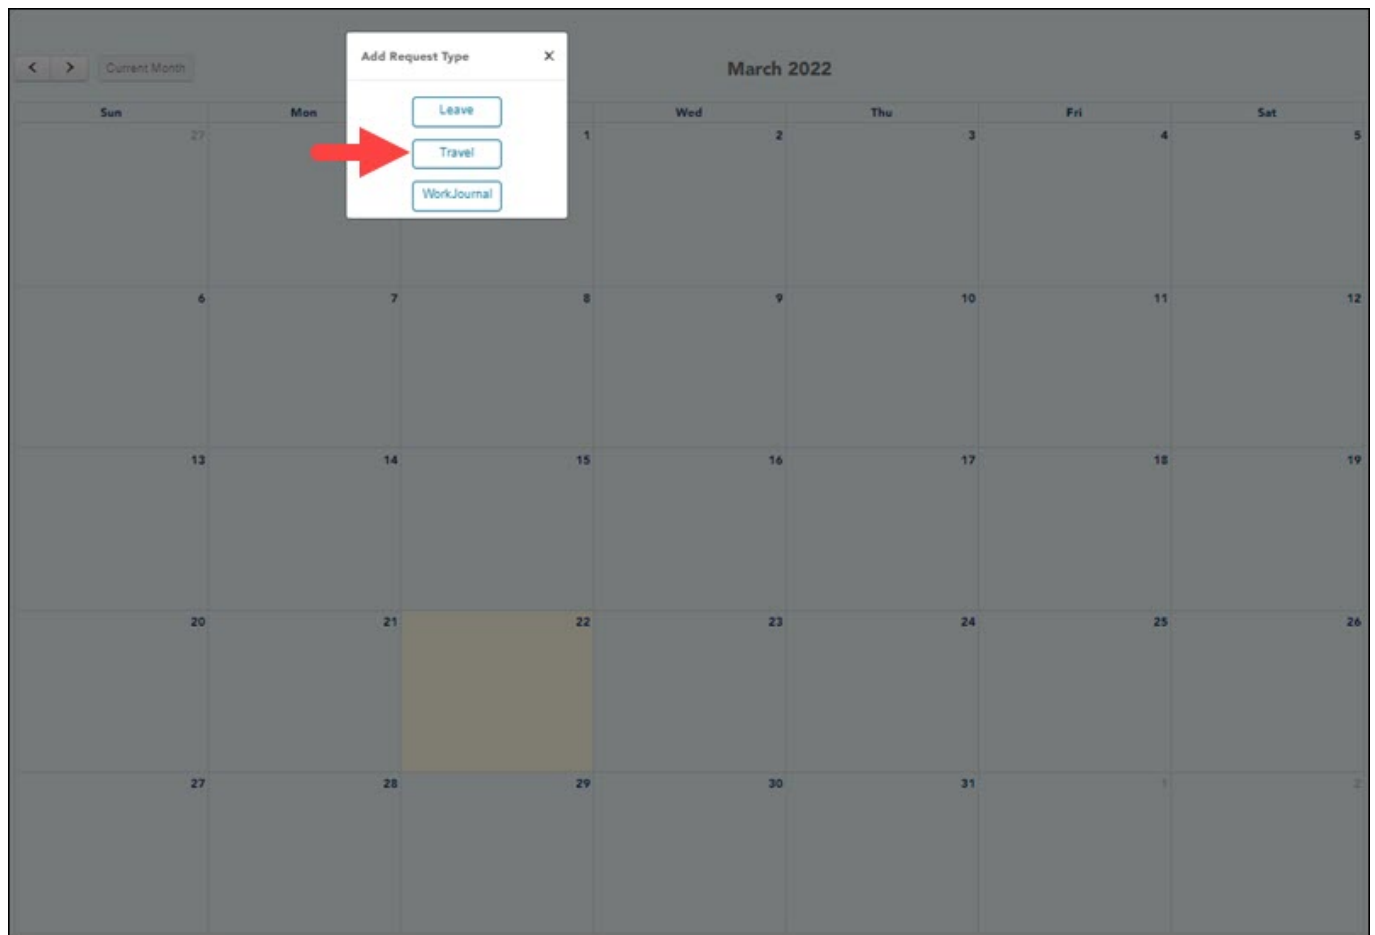 Add Request Type ×
< > Current Month
March 2022
Leave
Travel
WorkJournal
Sun Mon Wed Thu Fri Sat
27 1 2 3 4 5
6 7 8 9 10 11 12
13 14 15 16 17 18 19
20 21 22 23 24 25 26
27 28 29 30 31 1 2